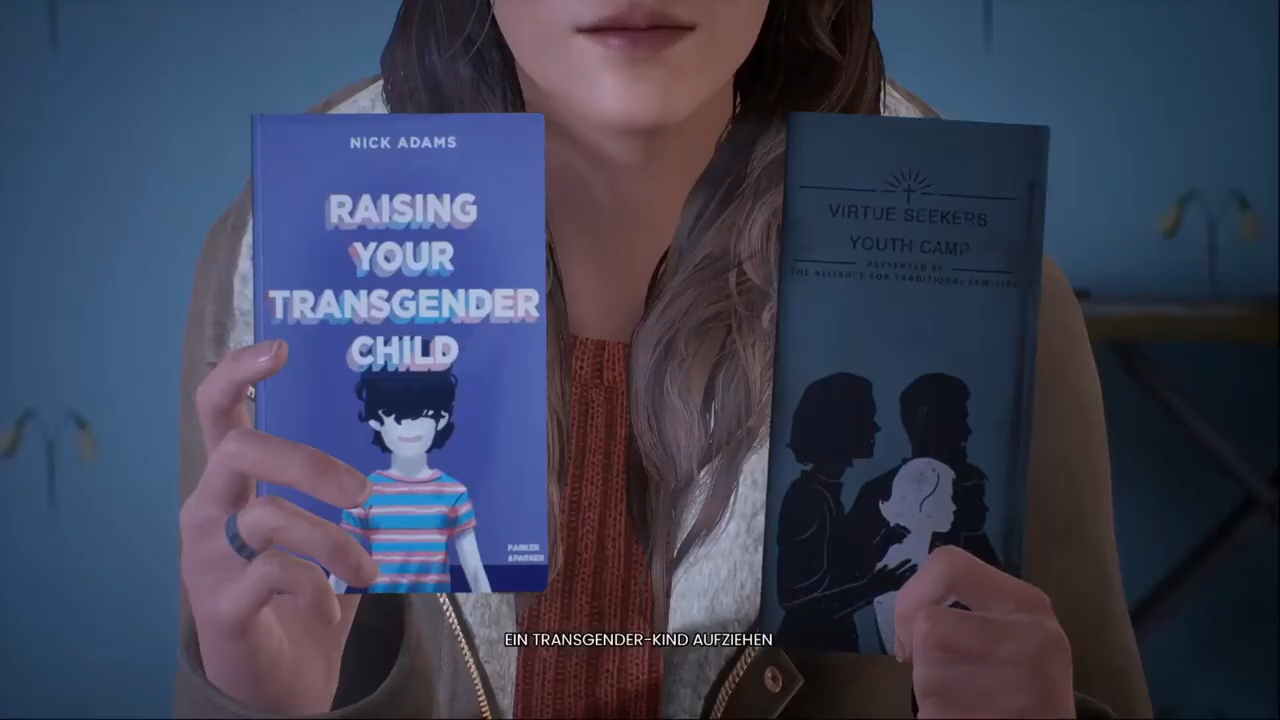 NICK ADAMS
RAISING
YOUR
TRANSGENDER
CHILD
PARKER
&PARKER
VIRTUE SEEKERS
YOUTH CAMP
PRESENTED BY
THE ALLIANCE FOR TRADITIONAL FAMILIES
EIN TRANSGENDER-KIND AUFZIEHEN